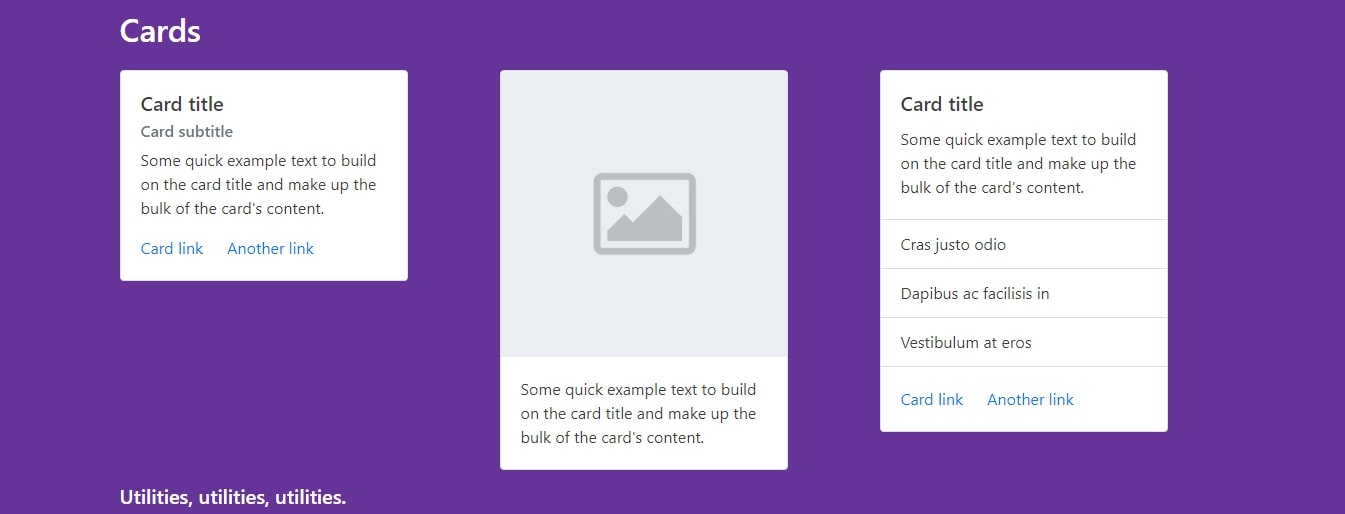 Cards
Card title
Card subtitle
Some quick example text to build
on the card title and make up the
bulk of the card's content.
Card link Another link
Some quick example text to build
on the card title and make up the
bulk of the card's content.
Card title
Some quick example text to build
on the card title and make up the
bulk of the card's content.
Cras justo odio
Dapibus ac facilisis in
Vestibulum at eros
Card link Another link
Utilities, utilities, utilities.